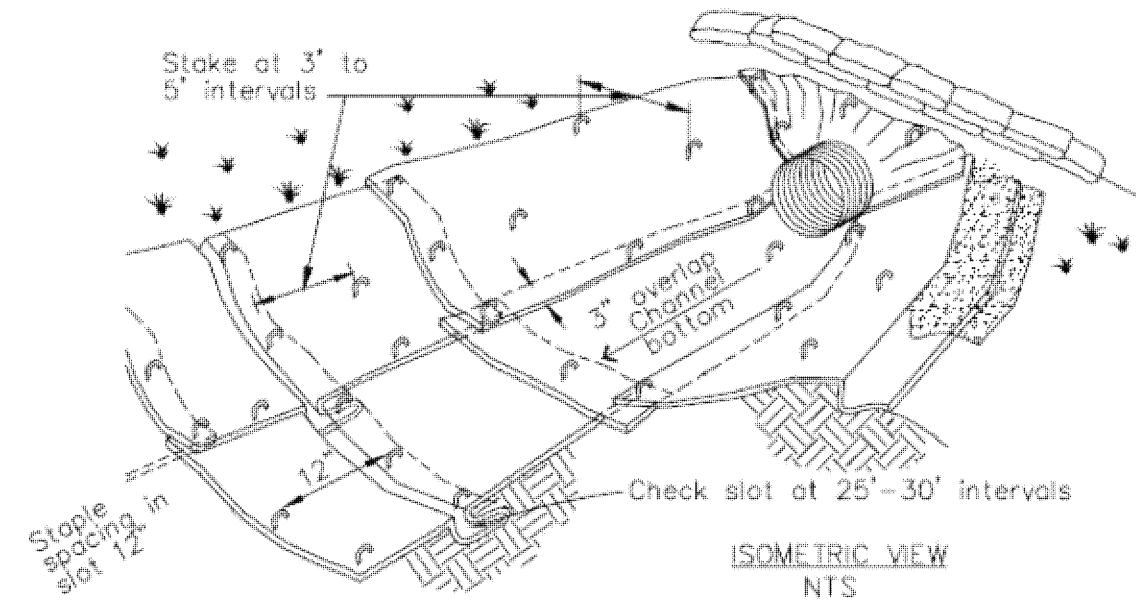 Stake at 3' to
5' intervals
3" overlap
Channel
bottom
12"
Staple
spacing in
slot 12"
Check slot at 25'-30' intervals
ISOMETRIC VIEW
NTS